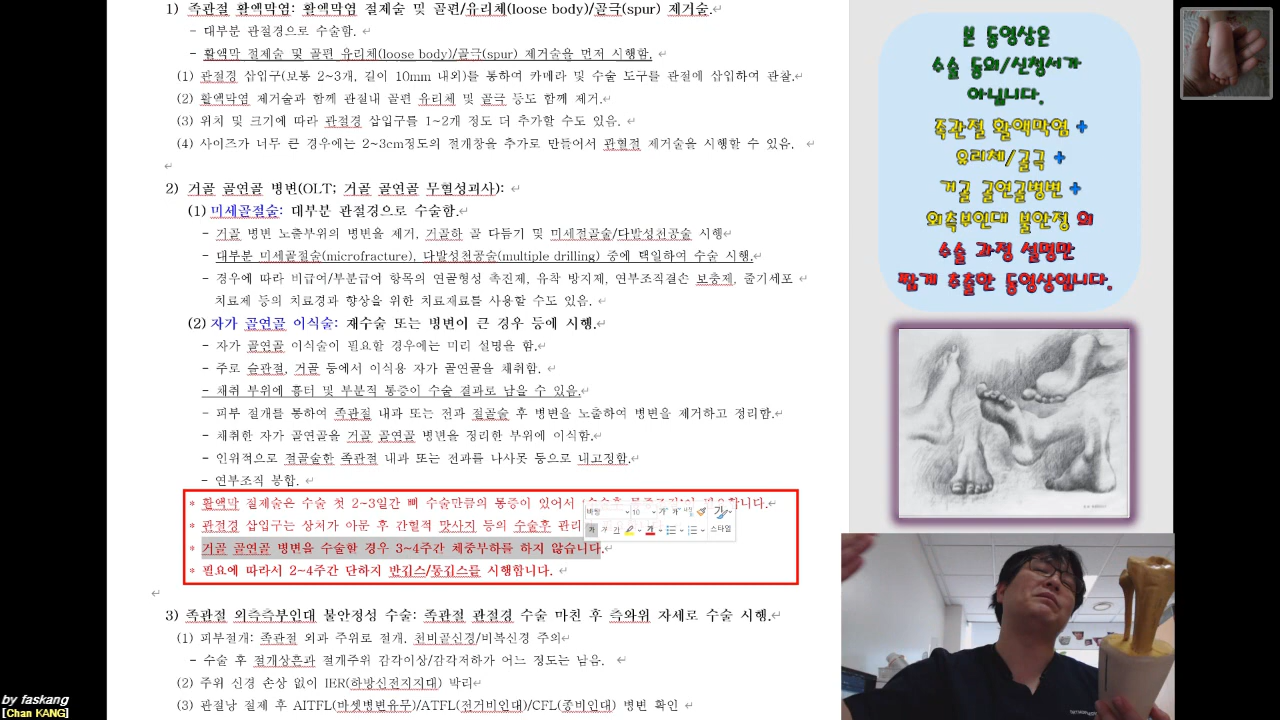 1) 족관절 활액막염: 활액막염 절제술 및 골편/유리체(loose body)/골극(spur) 제거술.
- 대부분 관절경으로 수술함.
- 활액막 절제술 및 골편 유리체(loose body)/골극(spur) 제거술을 먼저 시행함.
(1) 관절경 삽입구(보통 2~3개, 길이 10mm 내외)를 통하여 카메라 및 수술 도구를 관절에 삽입하여 관찰.
(2) 활액막염 제거술과 함께 관절내 골편 유리체 및 골극 등도 함께 제거.
(3) 위치 및 크기에 따라 관절경 삽입구를 1~2개 정도 더 추가할 수도 있음.
(4) 사이즈가 너무 큰 경우에는 2~3cm정도의 절개창을 추가로 만들어서 관혈적 제거술을 시행할 수 있음.
2) 거골 골연골 병변(OLT; 거골 골연골 무혈성괴사):
(1) 미세골절술: 대부분 관절경으로 수술함.
- 거골 병변 노출부위의 병변을 제거, 거골하 골 다듬기 및 미세천골술/다발성천공술 시행
- 대부분 미세골절술(microfracture), 다발성천공술(multiple drilling) 중에 택일하여 수술 시행.
- 경우에 따라 비급여/부분급여 항목의 연골형성 촉진제, 유착 방지제, 연부조직결손 보충제, 줄기세포
치료제 등의 치료경과 향상을 위한 치료재료를 사용할 수도 있음.
(2) 자가 골연골 이식술: 재수술 또는 병변이 큰 경우 등에 시행.
- 자가 골연골 이식술이 필요할 경우에는 미리 설명을 함.
- 주로 슬관절, 거골 등에서 이식용 자가 골연골을 채취함.
- 채취 부위에 흉터 및 부분적 통증이 수술 결과로 남을 수 있음.
- 피부 절개를 통하여 족관절 내과 또는 전과 절골술 후 병변을 노출하여 병변을 제거하고 정리함.
- 채취한 자가 골연골을 거골 골연골 병변을 정리한 부위에 이식함.
- 인위적으로 절골술한 족관절 내과 또는 전과를 나사못 등으로 내고정함.
- 연부조직 봉합.
* 활액막 절제술은 수술 첫 2~3일간 뼈 수술만큼의 통증이 있어서
* 관절경 삽입구는 상처가 아문 후 간헐적 맛사지 등의 수술후 관리
바탕 10 가 가
가 가 가 가 스타일
* 거골 골연골 병변을 수술할 경우 3~4주간 체중부하를 하지 않습니다.
* 필요에 따라서 2~4주간 단하지 반깁스/통깁스를 시행합니다.
3) 족관절 외측측부인대 불안정성 수술: 족관절 관절경 수술 마친 후 측와위 자세로 수술 시행.
(1) 피부절개: 족관절 외과 주위로 절개, 천비골신경/비복신경 주의
- 수술 후 절개상흔과 절개주위 감각이상/감각저하가 어느 정도는 남음.
(2) 주위 신경 손상 없이 IER(하방신전지지대) 박리
(3) 관절낭 절제 후 AITFL(바셋병변유무)/ATFL(전거비인대)/CFL(종비인대) 병변 확인
본 동영상은
수술 동의/신청서가
아닙니다.
족관절 활액막염 +
유리체/골극 +
거골 골연골병변 +
외측부인대 불안정 의
수술 과정 설명만
짧게 추출한 동영상입니다.
by faskang
[Chan KANG]